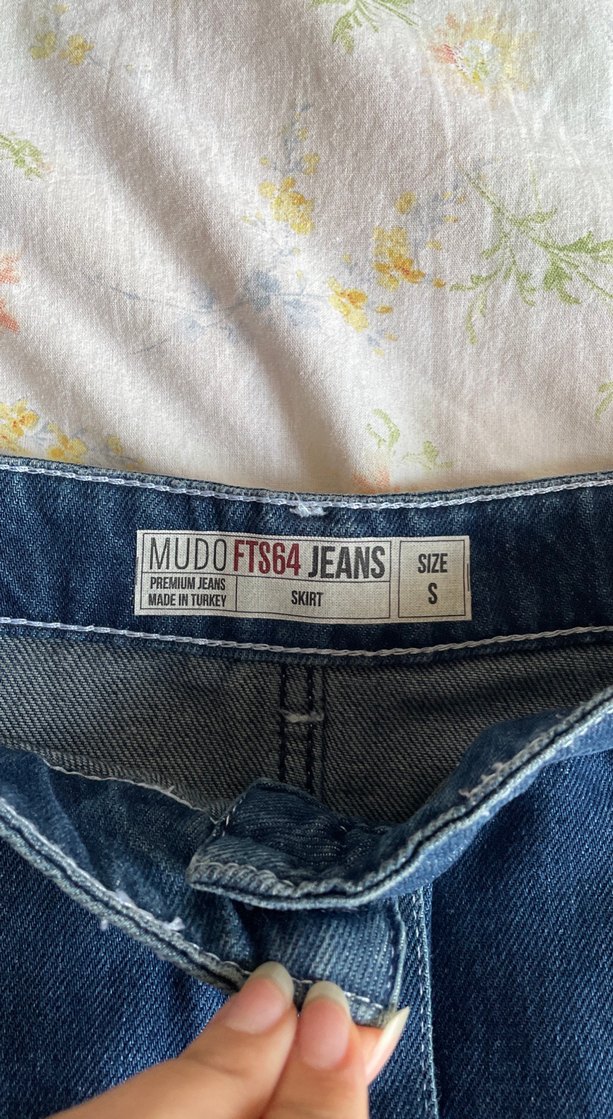 MUDO FTS64 JEANS
PREMIUM JEANS
MADE IN TURKEY
SKIRT
SIZE
S